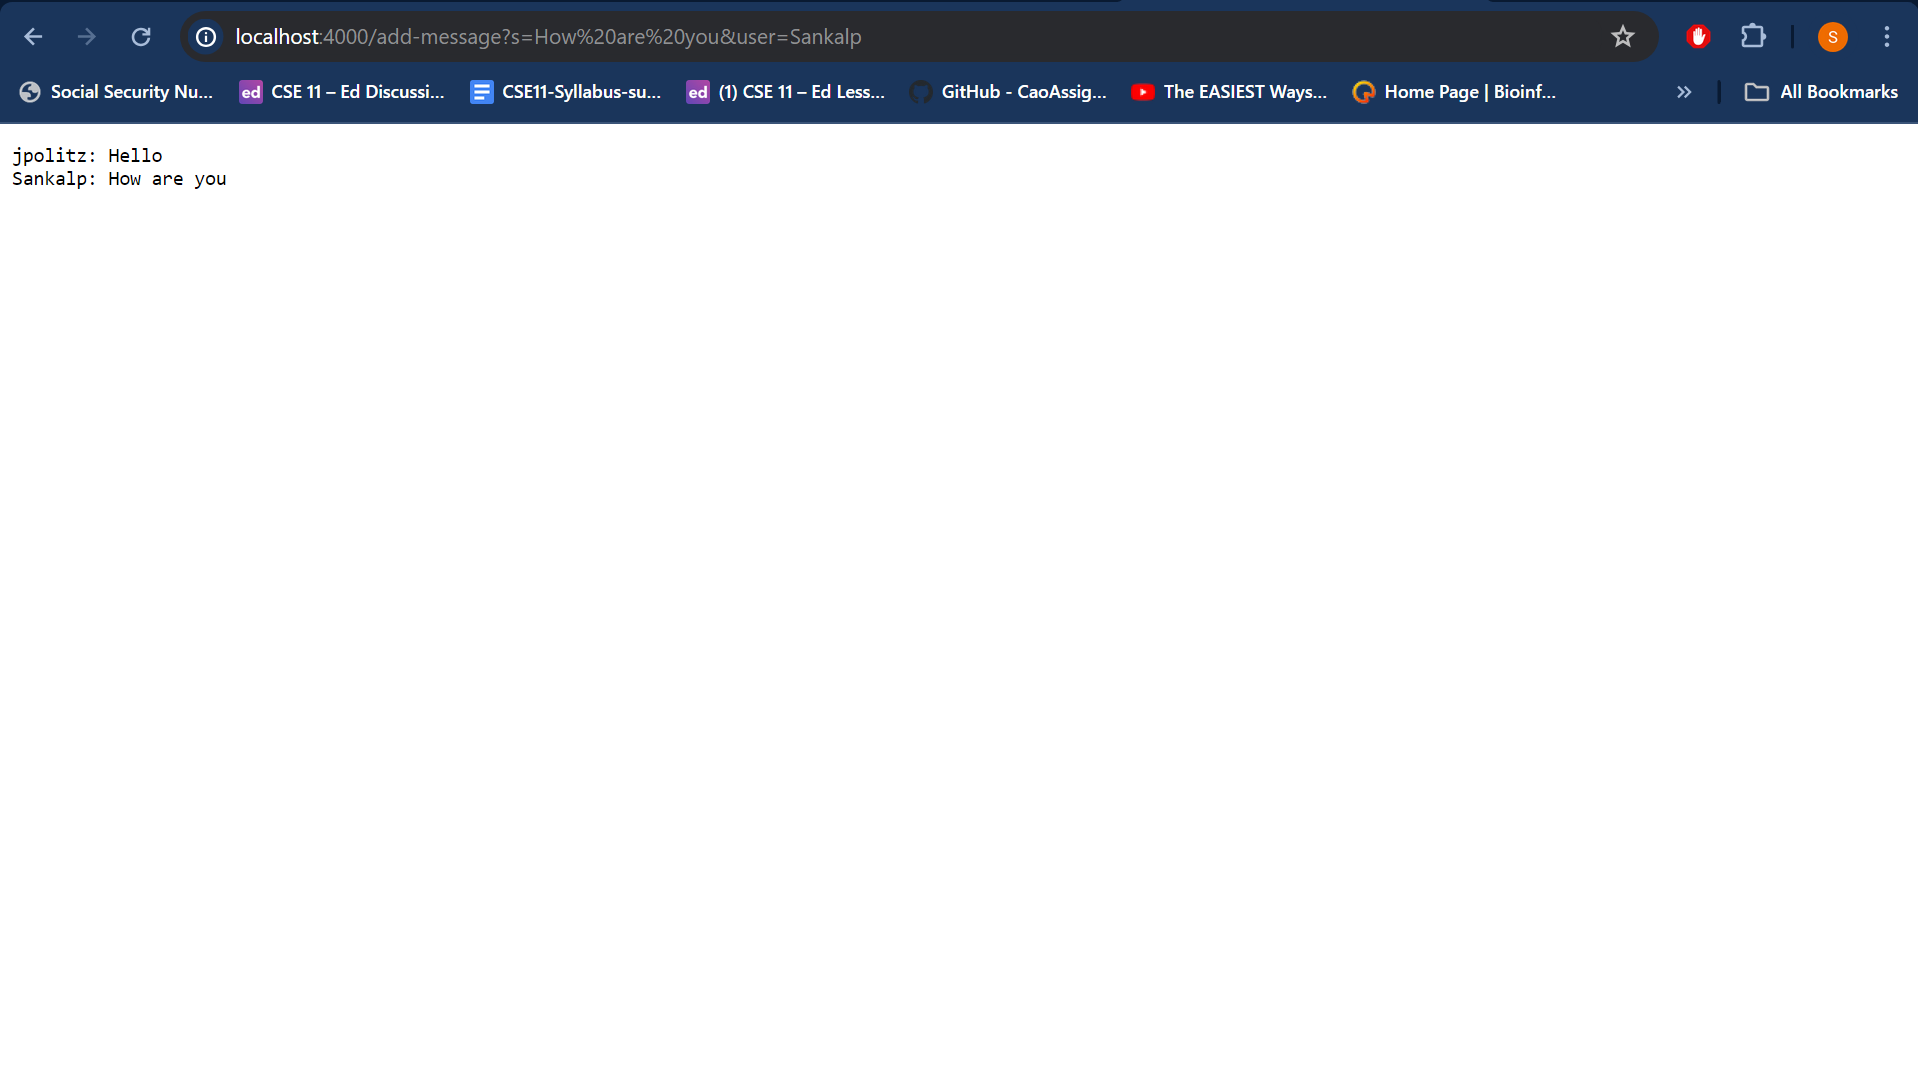 localhost:4000/add-message?s=How%20are%20you&user=Sankalp
S
Social Security Nu...
ed CSE 11 – Ed Discussi...
CSE11-Syllabus-su...
ed (1) CSE 11 – Ed Less...
GitHub - CaoAssig...
The EASIEST Ways...
Home Page | Bioinf...
All Bookmarks
jpolitz: Hello
Sankalp: How are you